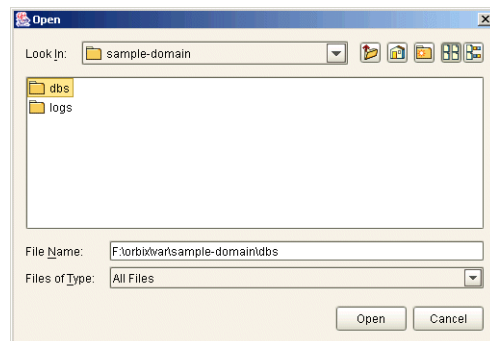 Open
Look In: sample-domain
dbs
logs
File Name: F:\orbix\var\sample-domain\dbs
Files of Type: All Files
Open Cancel